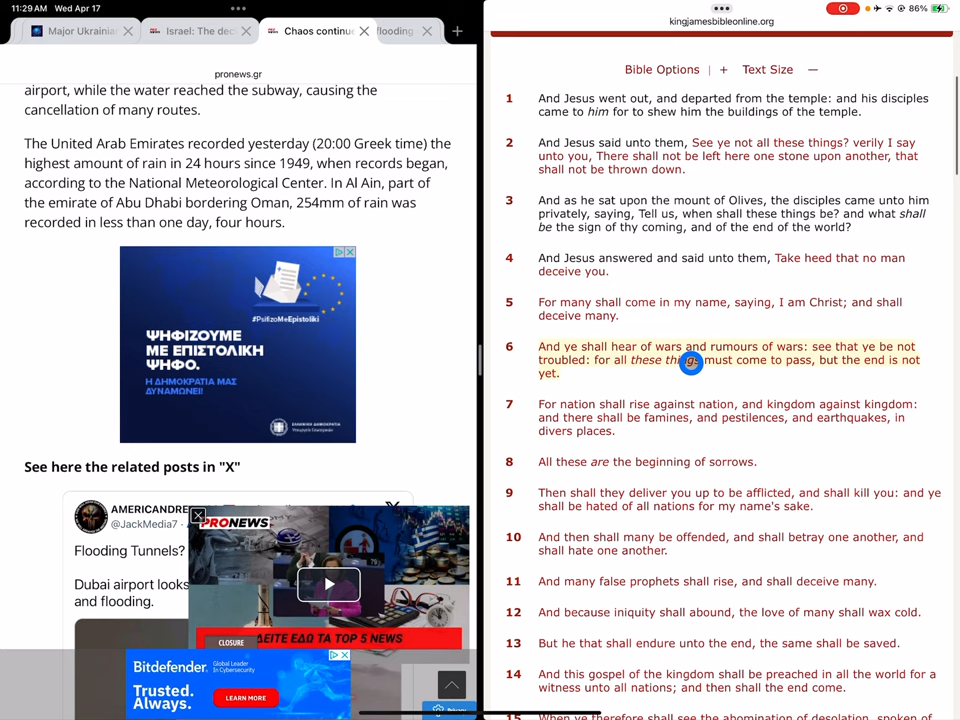 11:29 AM Wed Apr 17
86%
Major Ukrainia
Israel: The dec
Chaos continue
flooding
pronews.gr
airport, while the water reached the subway, causing the
cancellation of many routes.
The United Arab Emirates recorded yesterday (20:00 Greek time) the
highest amount of rain in 24 hours since 1949, when records began,
according to the National Meteorological Center. In Al Ain, part of
the emirate of Abu Dhabi bordering Oman, 254mm of rain was
recorded in less than one day, four hours.
#PsifizoMeEpistoliki
ΨΗΦΙΖΟΥΜΕ
ΜΕ ΕΠΙΣΤΟΛΙΚΗ
ΨΗΦΟ.
Η ΔΗΜΟΚΡΑΤΙΑ ΜΑΣ
ΔΥΝΑΜΩΝΕΙ!
See here the related posts in "X"
AMERICANDRE
@JackMedia7 ·
Flooding Tunnels?
Dubai airport looks
and flooding.
PRONEWS
CLOSURE
ΔΕΙΤΕ ΕΔΩ ΤΑ TOP 5 NEWS
Bitdefender
Global Leader
In Cybersecurity
Trusted.
Always.
LEARN MORE
Privacy
kingjamesbibleonline.org
Bible Options | + Text Size —
1 And Jesus went out, and departed from the temple: and his disciples
came to him for to shew him the buildings of the temple.
2 And Jesus said unto them, See ye not all these things? verily I say
unto you, There shall not be left here one stone upon another, that
shall not be thrown down.
3 And as he sat upon the mount of Olives, the disciples came unto him
privately, saying, Tell us, when shall these things be? and what shall
be the sign of thy coming, and of the end of the world?
4 And Jesus answered and said unto them, Take heed that no man
deceive you.
5 For many shall come in my name, saying, I am Christ; and shall
deceive many.
6 And ye shall hear of wars and rumours of wars: see that ye be not
troubled: for all these things must come to pass, but the end is not
yet.
7 For nation shall rise against nation, and kingdom against kingdom:
and there shall be famines, and pestilences, and earthquakes, in
divers places.
8 All these are the beginning of sorrows.
9 Then shall they deliver you up to be afflicted, and shall kill you: and ye
shall be hated of all nations for my name's sake.
10 And then shall many be offended, and shall betray one another, and
shall hate one another.
11 And many false prophets shall rise, and shall deceive many.
12 And because iniquity shall abound, the love of many shall wax cold.
13 But he that shall endure unto the end, the same shall be saved.
14 And this gospel of the kingdom shall be preached in all the world for a
witness unto all nations; and then shall the end come.
15 When ye therefore shall see the abomination of desolation, spoken of